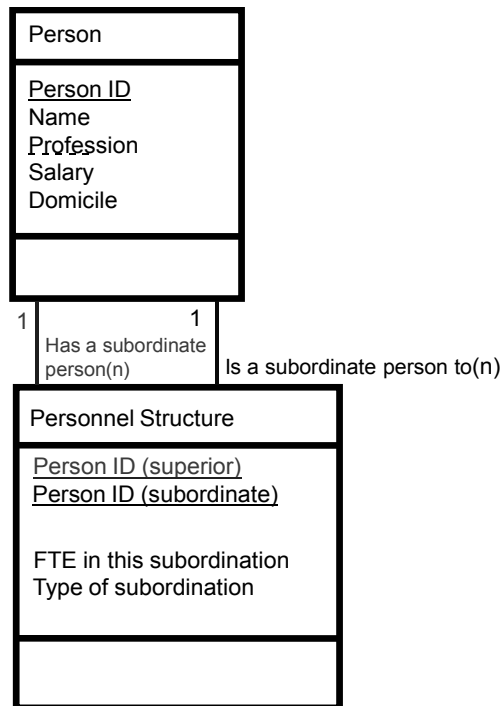 Person
Person ID
Name
Profession
Salary
Domicile
1
1
Has a subordinate
person(n)
Is a subordinate person to(n)
Personnel Structure
Person ID (superior)
Person ID (subordinate)
FTE in this subordination
Type of subordination